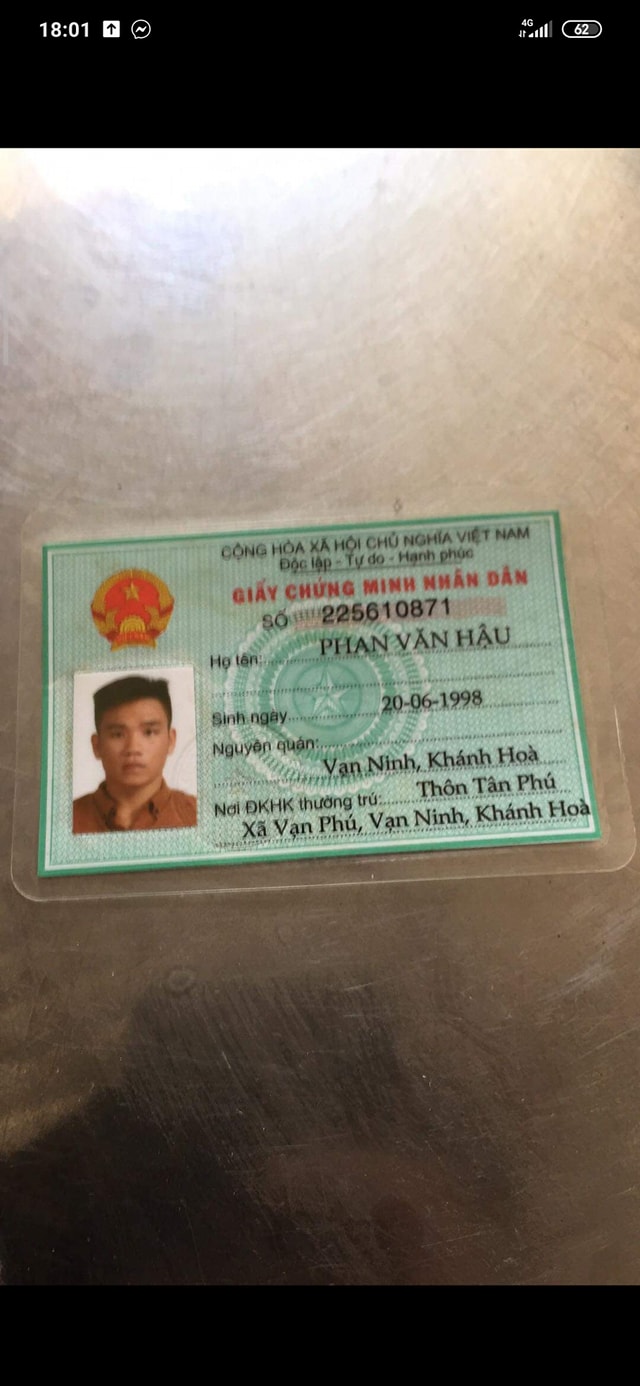 18:01
4G
62
CỘNG HÒA XÃ HỘI CHỦ NGHĨA VIỆT NAM
Độc lập - Tự do - Hạnh phúc
GIẤY CHỨNG MINH NHÂN DÂN
SỐ 225610871
Họ tên: PHAN VĂN HẬU
Sinh ngày 20-06-1998
Nguyên quán:
Vạn Ninh, Khánh Hoà
Nơi ĐKHK thường trú: Thôn Tân Phú
Xã Vạn Phú, Vạn Ninh, Khánh Hoà